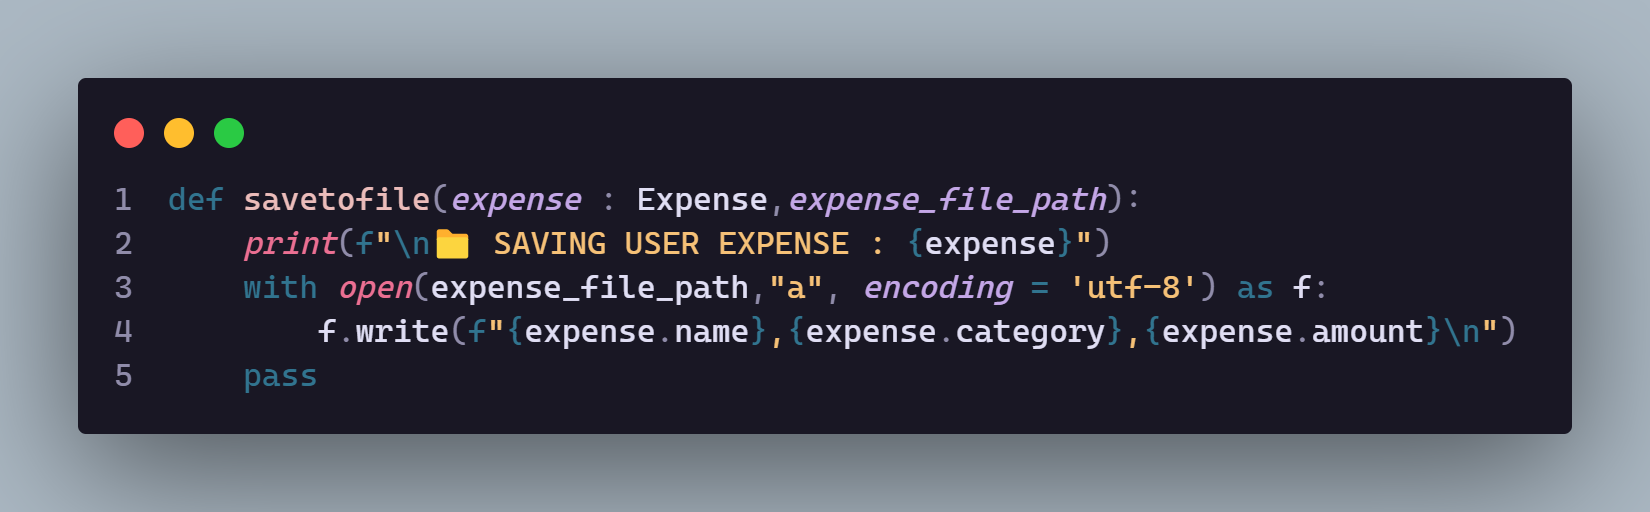 1 def savetofile(expense : Expense,expense_file_path):
2     print(f"\n📁 SAVING USER EXPENSE : {expense}")
3     with open(expense_file_path,"a", encoding = 'utf-8') as f:
4         f.write(f"{expense.name},{expense.category},{expense.amount}\n")
5     pass